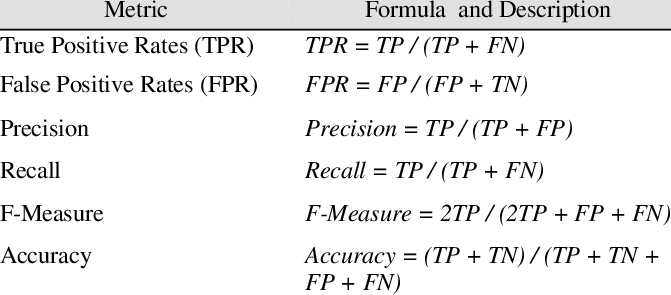 Metric Formula and Description
True Positive Rates (TPR) TPR = TP / (TP + FN)
False Positive Rates (FPR) FPR = FP / (FP + TN)
Precision Precision = TP / (TP + FP)
Recall Recall = TP / (TP + FN)
F-Measure F-Measure = 2TP / (2TP + FP + FN)
Accuracy Accuracy = (TP + TN) / (TP + TN +
FP + FN)